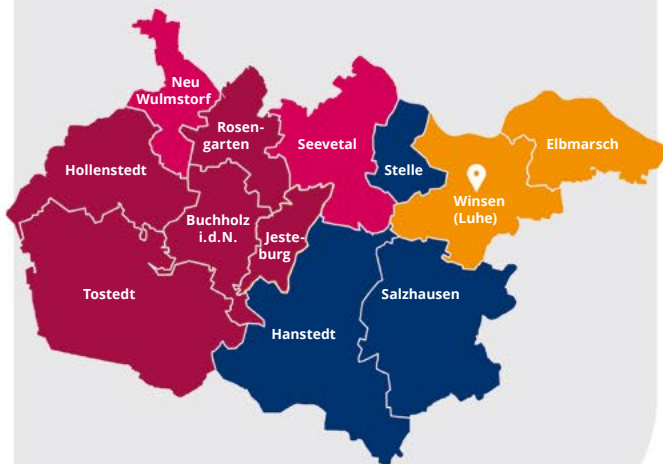 Neu
Wulmstorf
Rosen-
garten
Seevetal
Elbmarsch
Hollenstedt
Stelle
Winsen
(Luhe)
Buchholz
i.d.N.
Jeste-
burg
Tostedt
Salzhausen
Hanstedt